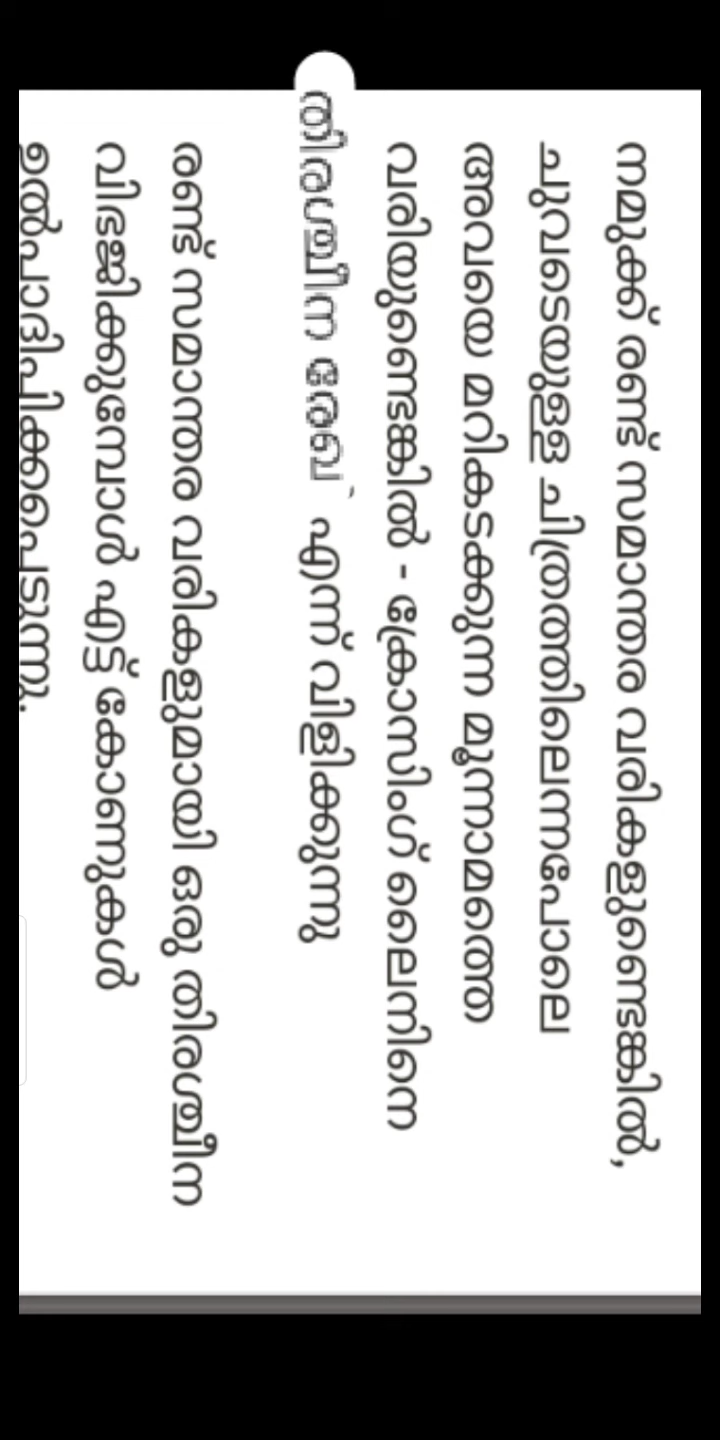 നമുക്ക് രണ്ട് സമാന്തര വരികളുണ്ടെങ്കിൽ,
ചുവടെയുള്ള ചിത്രത്തിലെന്നപോലെ
അവയെ മറികടക്കുന്ന മൂന്നാമത്തെ
വരിയുണ്ടെങ്കിൽ - ക്രോസിംഗ് ലൈനിനെ
തിരശ്ചീന രേഖ എന്ന് വിളിക്കുന്നു
രണ്ട് സമാന്തര വരികളുമായി ഒരു തിരശ്ചീന
വിഭജിക്കുമ്പോൾ എട്ട് കോണുകൾ
ഉൽപാദിപ്പിക്കപ്പെടുന്നു.